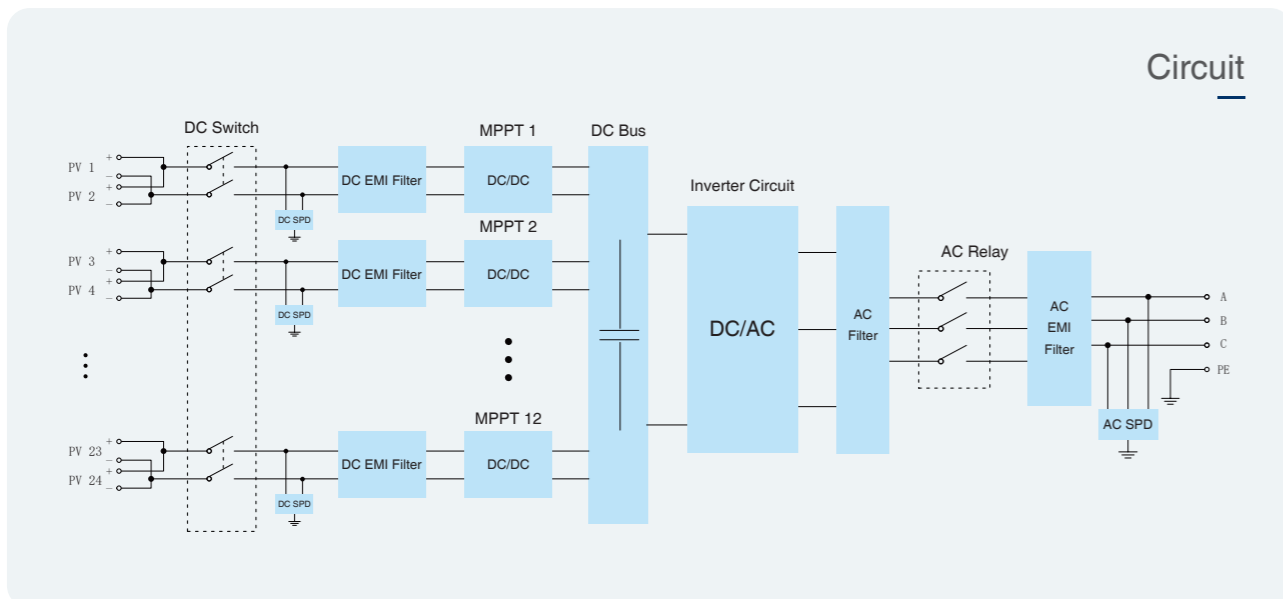 Circuit
DC Switch
MPPT 1
DC Bus
PV 1
+
−
DC EMI Filter
DC/DC
PV 2
+
−
DC SPD
Inverter Circuit
MPPT 2
PV 3
+
−
DC EMI Filter
DC/DC
PV 4
+
−
DC SPD
AC Relay
DC/AC
AC
Filter
AC
EMI
Filter
A
B
C
PE
MPPT 12
AC SPD
PV 23
+
−
DC EMI Filter
DC/DC
PV 24
+
−
DC SPD